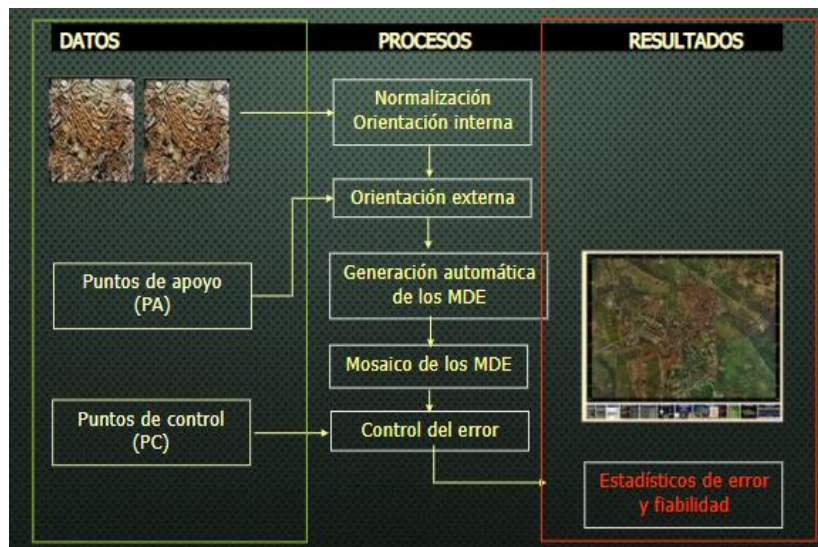 DATOS
PROCESOS
RESULTADOS
Normalización
Orientación interna
Orientación externa
Puntos de apoyo
(PA)
Generación automática
de los MDE
Mosaico de los MDE
Puntos de control
(PC)
Control del error
Estadísticos de error
y fiabilidad